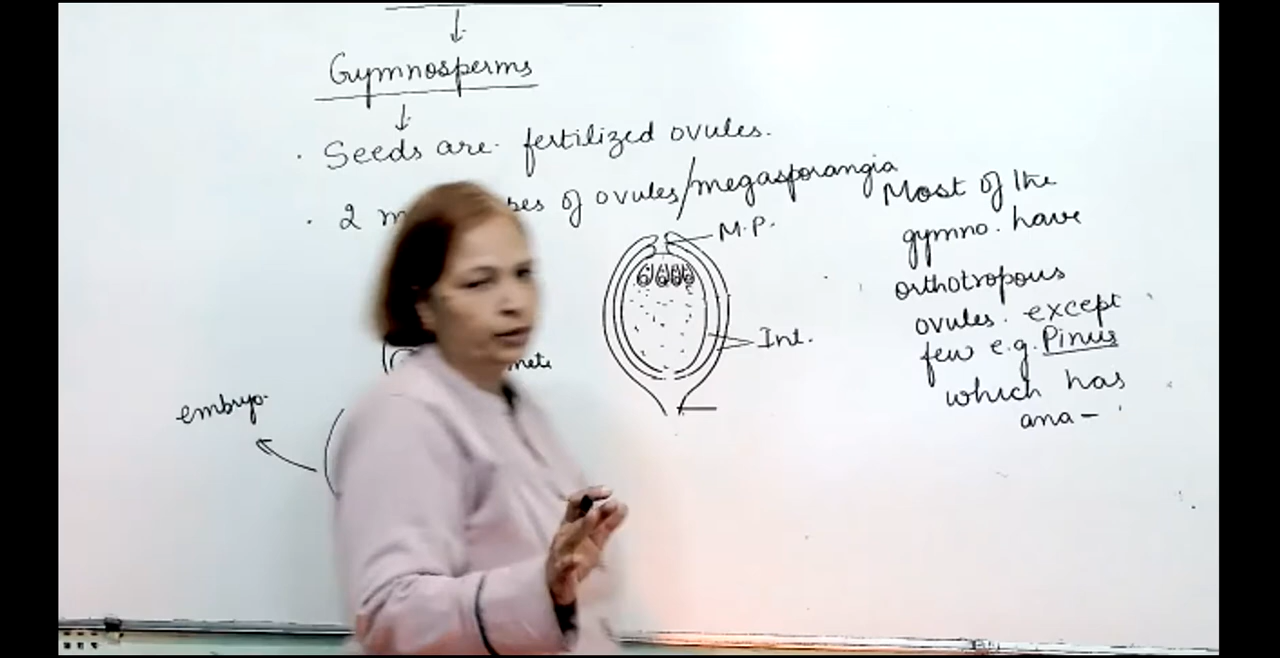 Gymnosperms
. Seeds are fertilized ovules.
. 2 of ovules/megasporangia
M.P.
Int.
embryo.
Most of the
gymno. have
orthotropous
ovules. except
few e.g. Pinus
which has
ana-